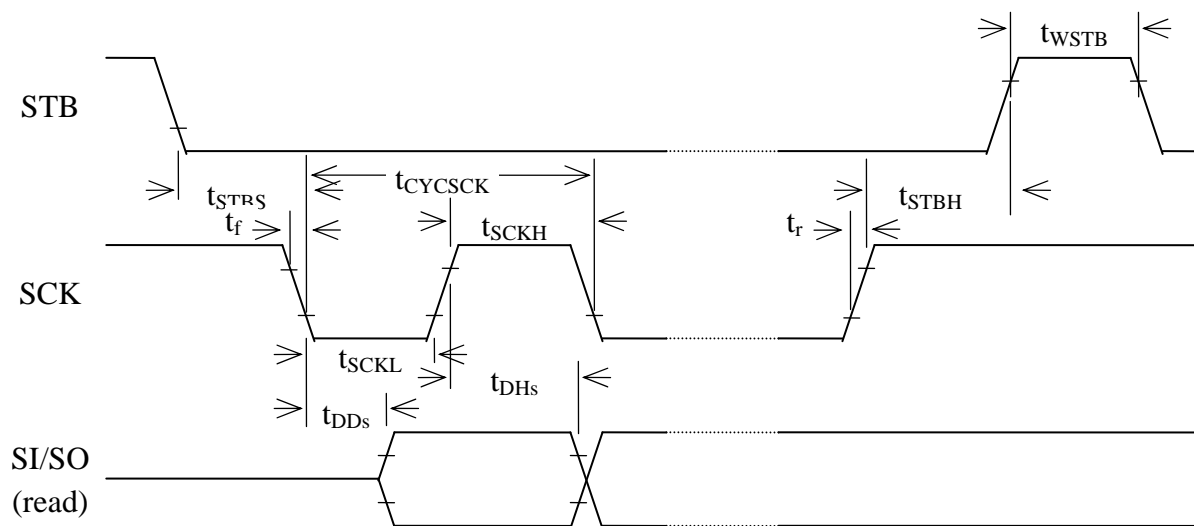 tWSTB
STB
tSTBS
tCYCSCK
tSTBH
tf
tSCKH
tr
SCK
tSCKL
tDHs
tDDs
SI/SO
(read)